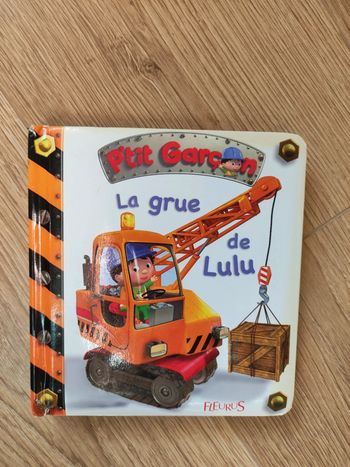 P'tit Garçon
La grue
de
Lulu
FLEURUS